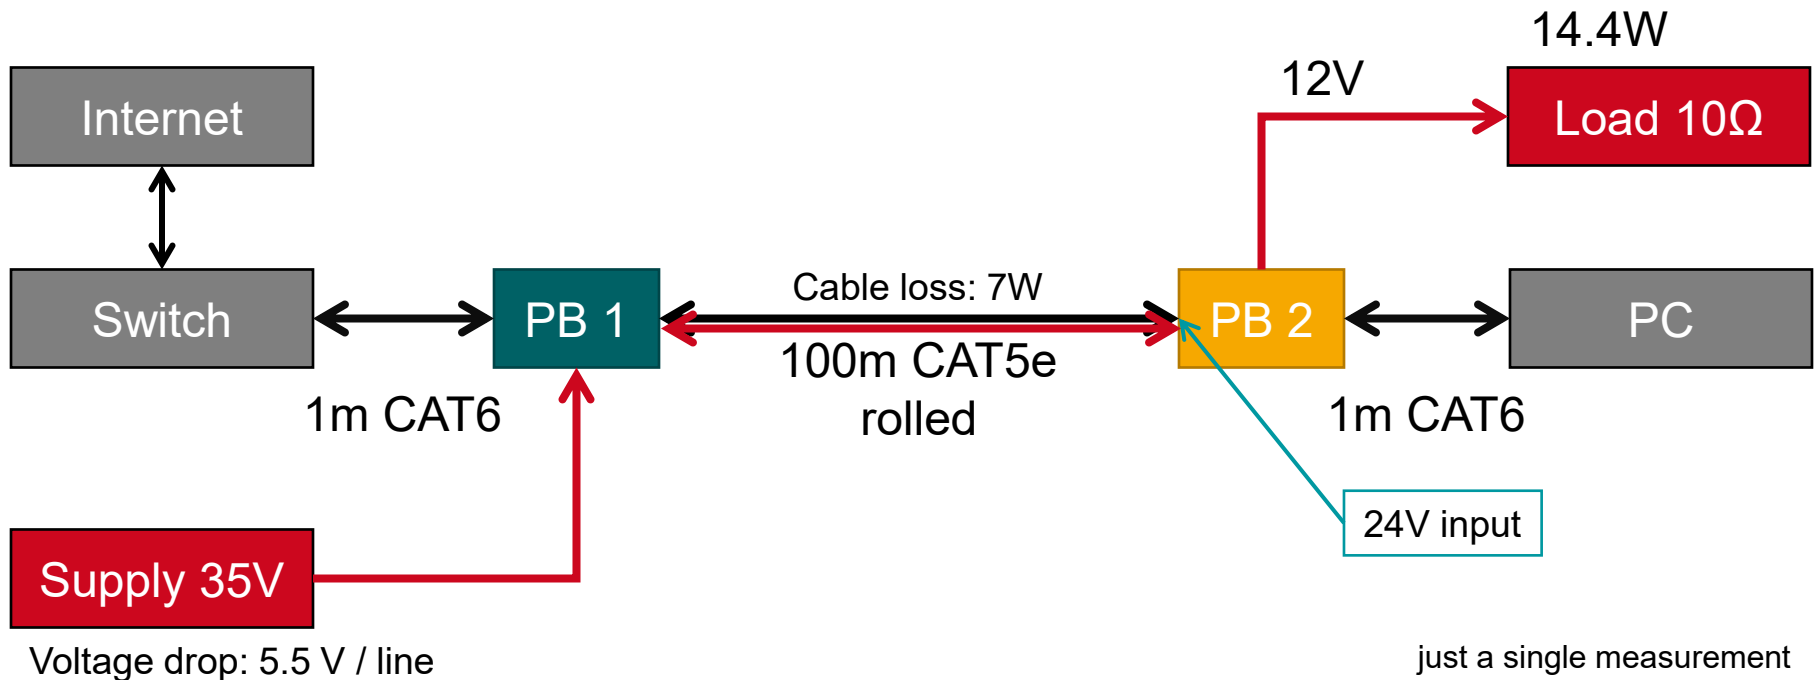 14.4W
12V
Internet
Load 10Ω
Cable loss: 7W
Switch
PB 1
PB 2
PC
100m CAT5e
rolled
1m CAT6
1m CAT6
24V input
Supply 35V
Voltage drop: 5.5 V / line
just a single measurement